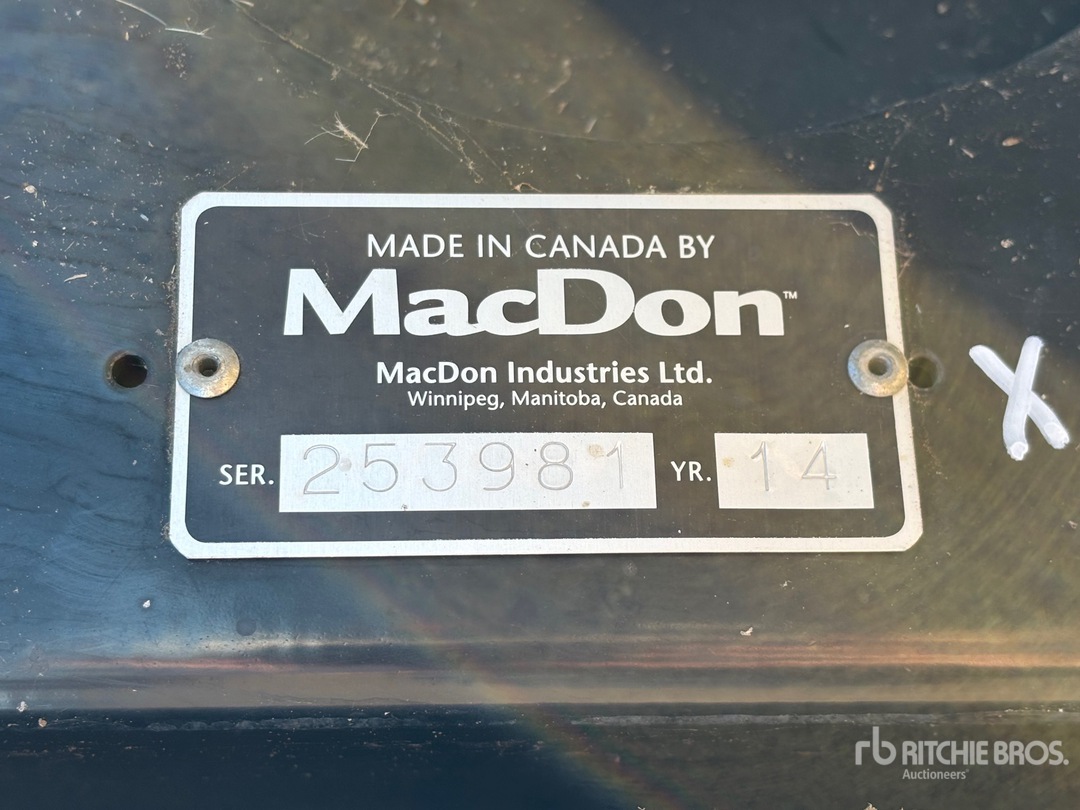 MADE IN CANADA BY
MacDon™
MacDon Industries Ltd.
Winnipeg, Manitoba, Canada
SER. 253981 YR. 14
X
rb RITCHIE BROS.
Auctioneers